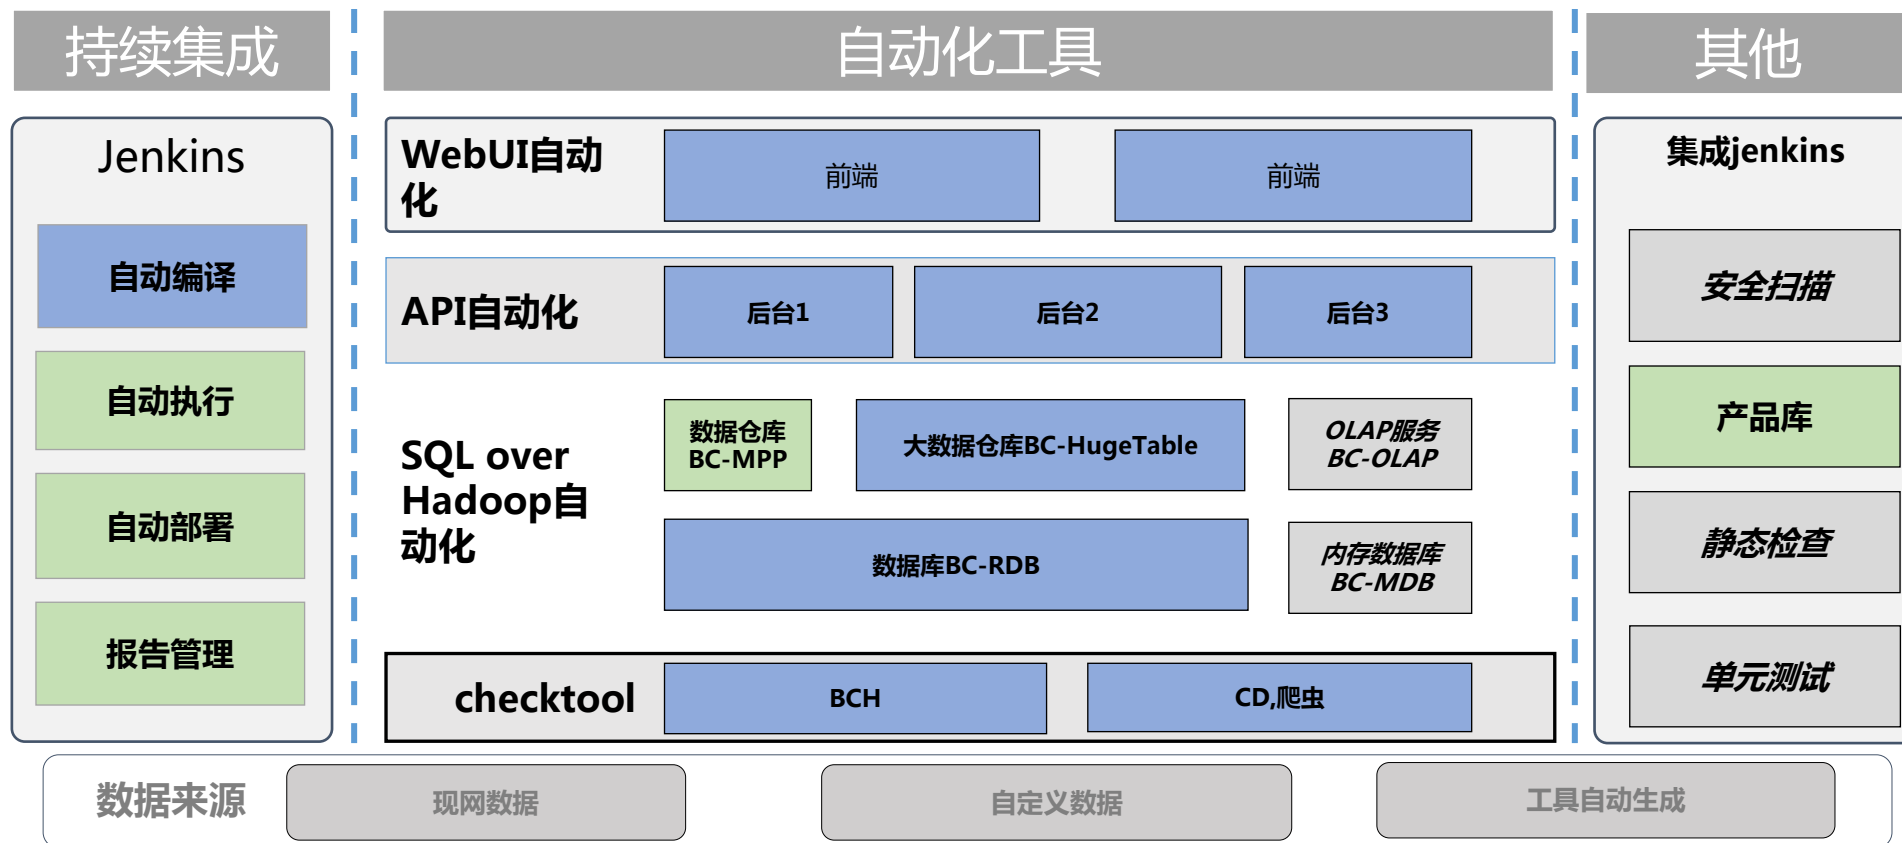 持续集成
自动化工具
其他
Jenkins
自动编译
自动执行
自动部署
报告管理
WebUI自动
化
前端
前端
API自动化
后台1
后台2
后台3
SQL over
Hadoop自
动化
数据仓库
BC-MPP
大数据仓库BC-HugeTable
OLAP服务
BC-OLAP
数据库BC-RDB
内存数据库
BC-MDB
checktool
BCH
CD,爬虫
集成jenkins
安全扫描
产品库
静态检查
单元测试
数据来源
现网数据
自定义数据
工具自动生成